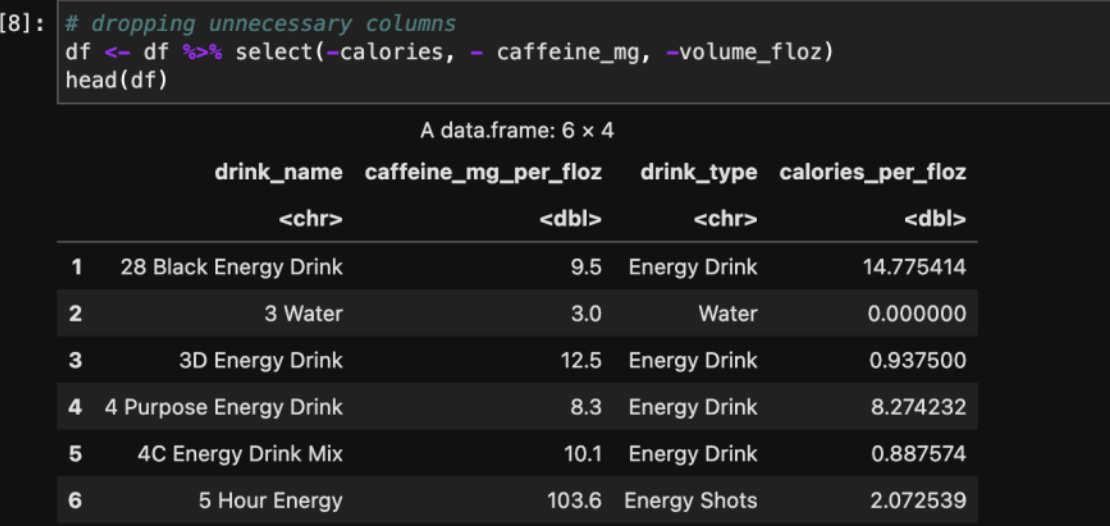 [8]: # dropping unnecessary columns
df <- df %>% select(-calories, - caffeine_mg, -volume_floz)
head(df)
A data.frame: 6 × 4
drink_name caffeine_mg_per_floz drink_type calories_per_floz
<chr> <dbl> <chr> <dbl>
1 28 Black Energy Drink 9.5 Energy Drink 14.775414
2 3 Water 3.0 Water 0.000000
3 3D Energy Drink 12.5 Energy Drink 0.937500
4 4 Purpose Energy Drink 8.3 Energy Drink 8.274232
5 4C Energy Drink Mix 10.1 Energy Drink 0.887574
6 5 Hour Energy 103.6 Energy Shots 2.072539